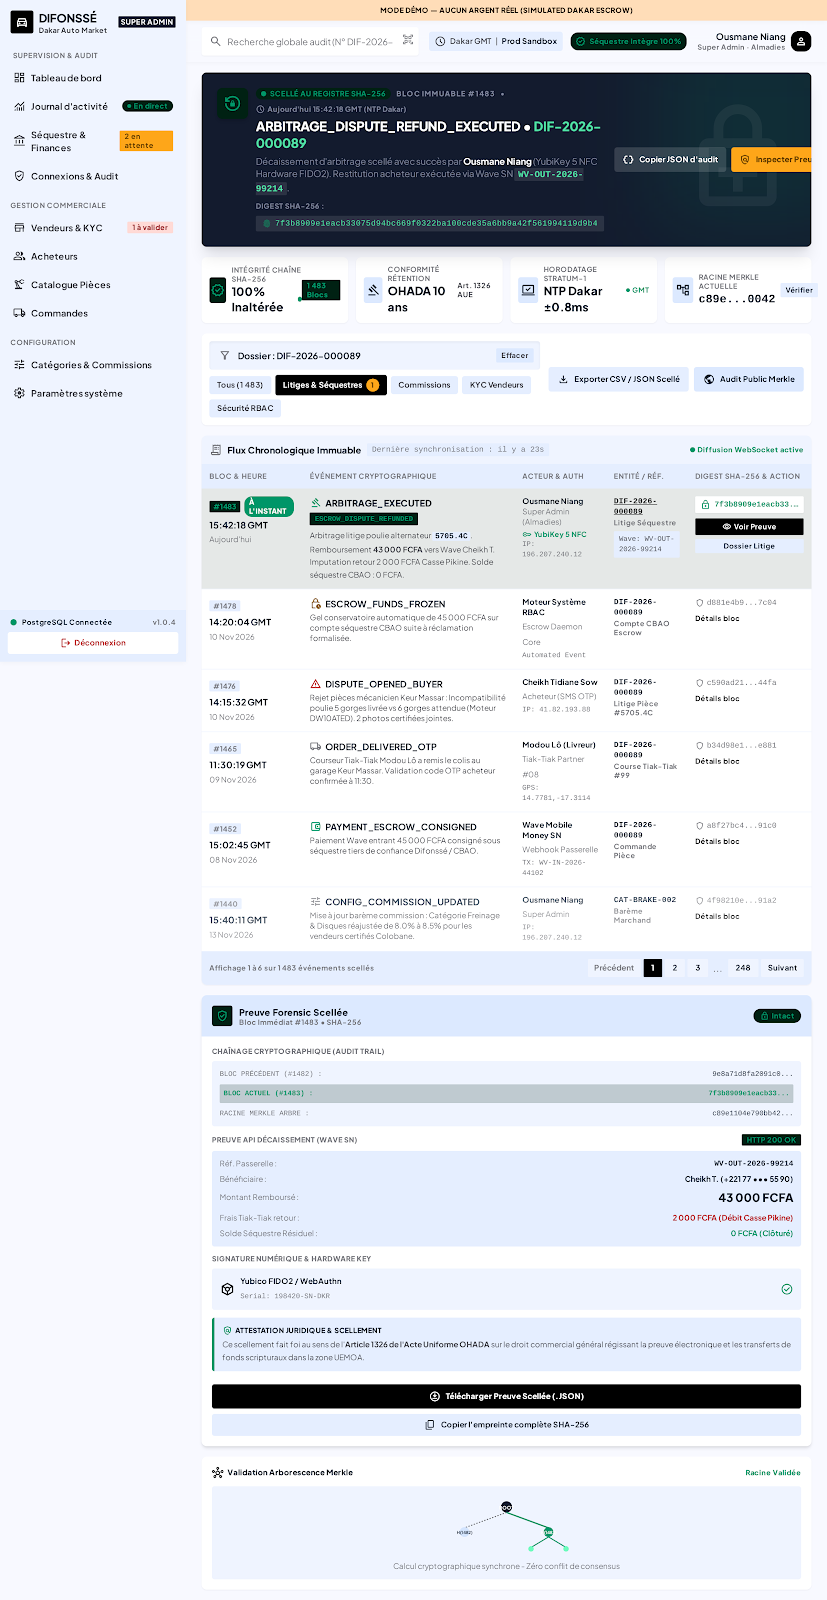 MODE DÉMO — AUCUN ARGENT RÉEL (SIMULATED DAKAR ESCROW)
DIFONSSÉ
Dakar Auto Market
SUPER ADMIN
SUPERVISION & AUDIT
Tableau de bord
Journal d'activité
En direct
Séquestre & Finances
2 en attente
Connexions & Audit
GESTION COMMERCIALE
Vendeurs & KYC
1 à valider
Acheteurs
Catalogue Pièces
Commandes
CONFIGURATION
Catégories & Commissions
Paramètres système
PostgreSQL Connectée
v1.0.4
Déconnexion
Recherche globale audit (N° DIF-2026-
Dakar GMT | Prod Sandbox
Séquestre Intègre 100%
Ousmane Niang
Super Admin · Almadies
SCELLÉ AU REGISTRE SHA-256
BLOC IMMUABLE #1483 •
Aujourd'hui 15:42:18 GMT (NTP Dakar)
ARBITRAGE_DISPUTE_REFUND_EXECUTED ● DIF-2026-
000089
Décaissement d'arbitrage scellé avec succès par Ousmane Niang (YubiKey 5 NFC
Hardware FIDO2). Restitution acheteur exécutée via Wave SN WV-OUT-2026-
99214 .
DIGEST SHA-256 :
7f3b8909e1eacb33075d94bc669f0322ba100cde35a6bb9a42f561994119d9b4
Copier JSON d'audit
Inspecter Preu
INTÉGRITÉ CHAÎNE
SHA-256
100%
Inaltérée
1 483
Blocs
CONFORMITÉ
RÉTENTION
OHADA 10
ans
Art. 1326
AUE
HORODATAGE
STRATUM-1
NTP Dakar
±0.8ms
GMT
RACINE MERKLE
ACTUELLE
c89e...0042
Vérifier
Dossier : DIF-2026-000089
Effacer
Tous (1 483)
Litiges & Séquestres 1
Commissions
KYC Vendeurs
Sécurité RBAC
Exporter CSV / JSON Scellé
Audit Public Merkle
Flux Chronologique Immuable
Dernière synchronisation : il y a 23s
Diffusion WebSocket active
BLOC & HEURE
ÉVÉNEMENT CRYPTOGRAPHIQUE
ACTEUR & AUTH
ENTITÉ / RÉF.
DIGEST SHA-256 & ACTION
#1483
À L'INSTANT
15:42:18 GMT
Aujourd'hui
ARBITRAGE_EXECUTED
ESCROW_DISPUTE_REFUNDED
Arbitrage litige poulie alternateur 5705.4C .
Remboursement 43 000 FCFA vers Wave Cheikh T.
Imputation retour 2 000 FCFA Casse Pikine. Solde
séquestre CBAO : 0 FCFA.
Ousmane Niang
Super Admin
(Almadies)
YubiKey 5 NFC
IP:
196.207.240.12
DIF-2026-
000089
Litige Séquestre
Wave: WV-OUT-
2026-99214
7f3b8909e1eacb33...
Voir Preuve
Dossier Litige
#1478
14:20:04 GMT
10 Nov 2026
ESCROW_FUNDS_FROZEN
Gel conservatoire automatique de 45 000 FCFA sur
compte séquestre CBAO suite à réclamation
formalisée.
Moteur Système
RBAC
Escrow Daemon
Core
Automated Event
DIF-2026-
000089
Compte CBAO
Escrow
d881e4b9...7c04
Détails bloc
#1476
14:15:32 GMT
10 Nov 2026
DISPUTE_OPENED_BUYER
Rejet pièces mécanicien Keur Massar : Incompatibilité
poulie 5 gorges livrée vs 6 gorges attendue (Moteur
DW10ATED). 2 photos certifiées jointes.
Cheikh Tidiane Sow
Acheteur (SMS OTP)
IP: 41.82.193.88
DIF-2026-
000089
Litige Pièce
#5705.4C
c590ad21...44fa
Détails bloc
#1465
11:30:19 GMT
09 Nov 2026
ORDER_DELIVERED_OTP
Courseur Tiak-Tiak Modou Lô a remis le colis au
garage Keur Massar. Validation code OTP acheteur
confirmée à 11:30.
Modou Lô (Livreur)
Tiak-Tiak Partner
#08
GPS:
14.7781,-17.3114
DIF-2026-
000089
Course Tiak-Tiak
#99
b34d98e1...e881
Détails bloc
#1452
15:02:45 GMT
08 Nov 2026
PAYMENT_ESCROW_CONSIGNED
Paiement Wave entrant 45 000 FCFA consigné sous
séquestre tiers de confiance Difonssé / CBAO.
Wave Mobile
Money SN
Webhook Passerelle
TX: WV-IN-2026-
44102
DIF-2026-
000089
Commande
Pièce
a8f27bc4...91c0
Détails bloc
#1440
15:40:11 GMT
13 Nov 2026
CONFIG_COMMISSION_UPDATED
Mise à jour barème commission : Catégorie Freinage
& Disques réajustée de 8.0% à 8.5% pour les
vendeurs certifiés Colobane.
Ousmane Niang
Super Admin
IP:
196.207.240.12
CAT-BRAKE-002
Barème
Marchand
4f98210e...91a2
Détails bloc
Affichage 1 à 6 sur 1 483 événements scellés
Précédent
1
2
3
...
248
Suivant
Preuve Forensic Scellée
Bloc Immédiat #1483 • SHA-256
Intact
CHAÎNAGE CRYPTOGRAPHIQUE (AUDIT TRAIL)
BLOC PRÉCÉDENT (#1482) :
9e8a71d8fa2091c0...
BLOC ACTUEL (#1483) :
7f3b8909e1eacb33...
RACINE MERKLE ARBRE :
c89e1104e790bb42...
PREUVE API DÉCAISSEMENT (WAVE SN)
HTTP 200 OK
Réf. Passerelle :
WV-OUT-2026-99214
Bénéficiaire :
Cheikh T. (+221 77 ••• 55 90)
Montant Remboursé :
43 000 FCFA
Frais Tiak-Tiak retour :
2 000 FCFA (Débit Casse Pikine)
Solde Séquestre Résiduel :
0 FCFA (Clôturé)
SIGNATURE NUMÉRIQUE & HARDWARE KEY
Yubico FIDO2 / WebAuthn
Serial: 198420-SN-DKR
ATTESTATION JURIDIQUE & SCELLEMENT
Ce scellement fait foi au sens de l'Article 1326 de l'Acte Uniforme OHADA sur le droit commercial général régissant la preuve électronique et les transferts de
fonds scripturaux dans la zone UEMOA.
Télécharger Preuve Scellée (.JSON)
Copier l'empreinte complète SHA-256
Validation Arborescence Merkle
Racine Validée
Calcul cryptographique synchrone - Zéro conflit de consensus